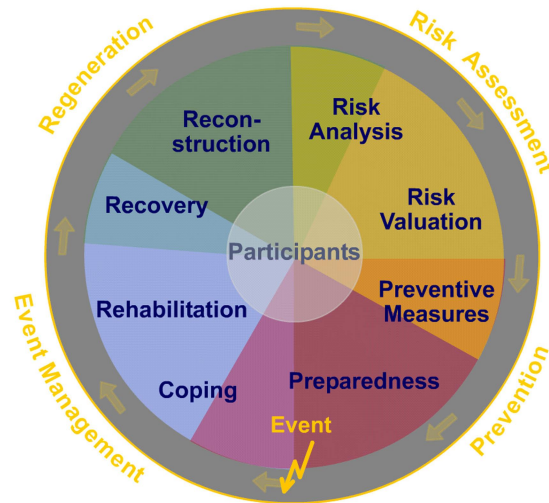 Regeneration
Risk Assessment
Recon-
struction
Risk
Analysis
Recovery
Risk
Valuation
Participants
Rehabilitation
Preventive
Measures
Coping
Preparedness
Event
Event Management
Prevention